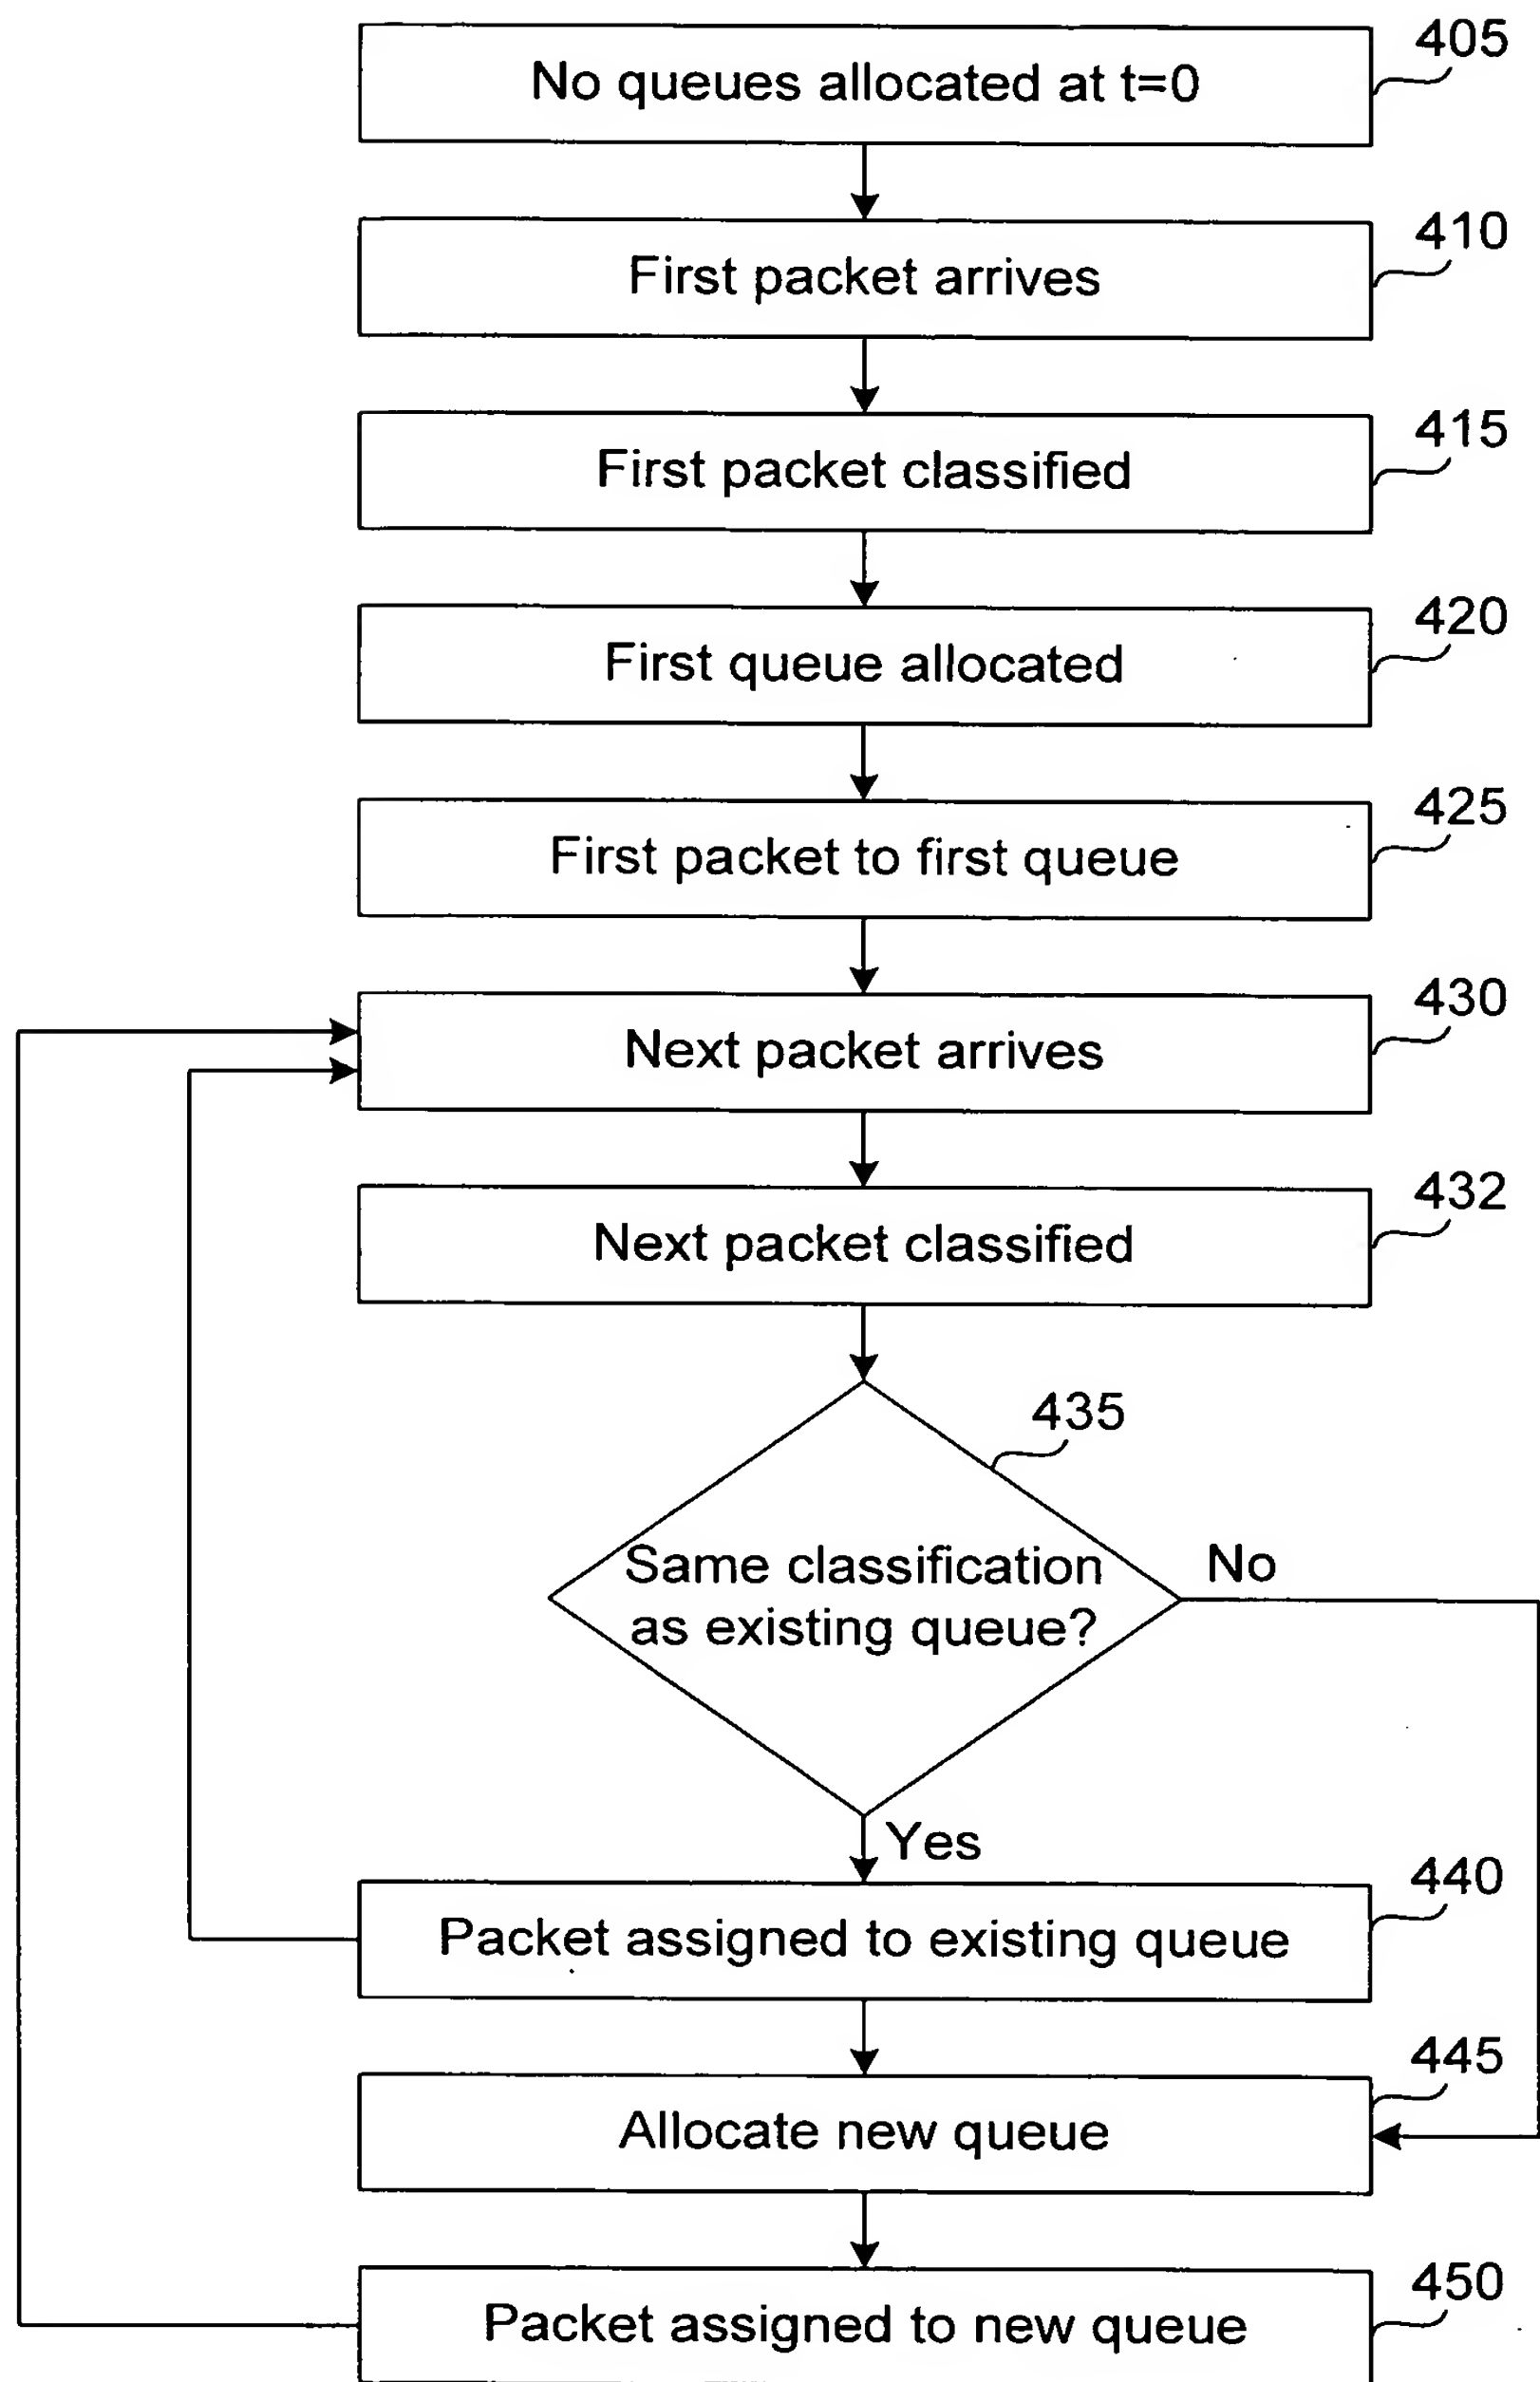 405
No queues allocated at t=0
410
First packet arrives
415
First packet classified
420
First queue allocated
425
First packet to first queue
430
Next packet arrives
432
Next packet classified
435
Same classification
as existing queue?
No
Yes
440
Packet assigned to existing queue
445
Allocate new queue
450
Packet assigned to new queue